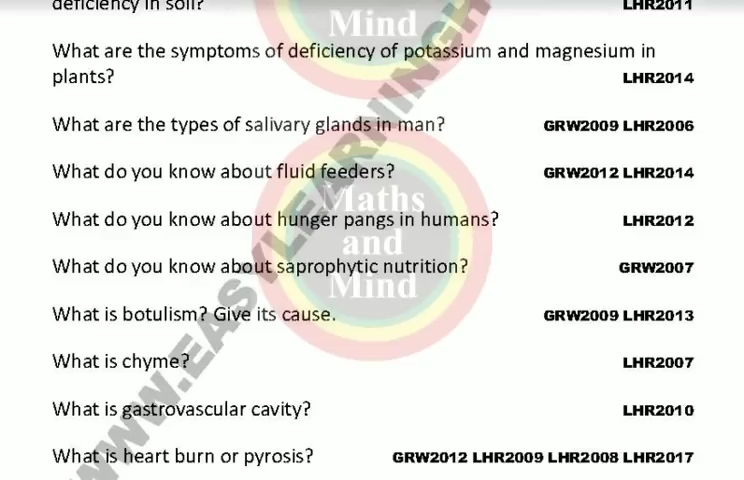 deficiency in soil? LHR2011
Mind
What are the symptoms of deficiency of potassium and magnesium in
plants? LHR2014
What are the types of salivary glands in man? GRW2009 LHR2006
What do you know about fluid feeders? GRW2012 LHR2014
Maths
What do you know about hunger pangs in humans? LHR2012
and
What do you know about saprophytic nutrition? GRW2007
Mind
What is botulism? Give its cause. GRW2009 LHR2013
What is chyme? LHR2007
What is gastrovascular cavity? LHR2010
What is heart burn or pyrosis? GRW2012 LHR2009 LHR2008 LHR2017
WWW.EASYLEARNINGH